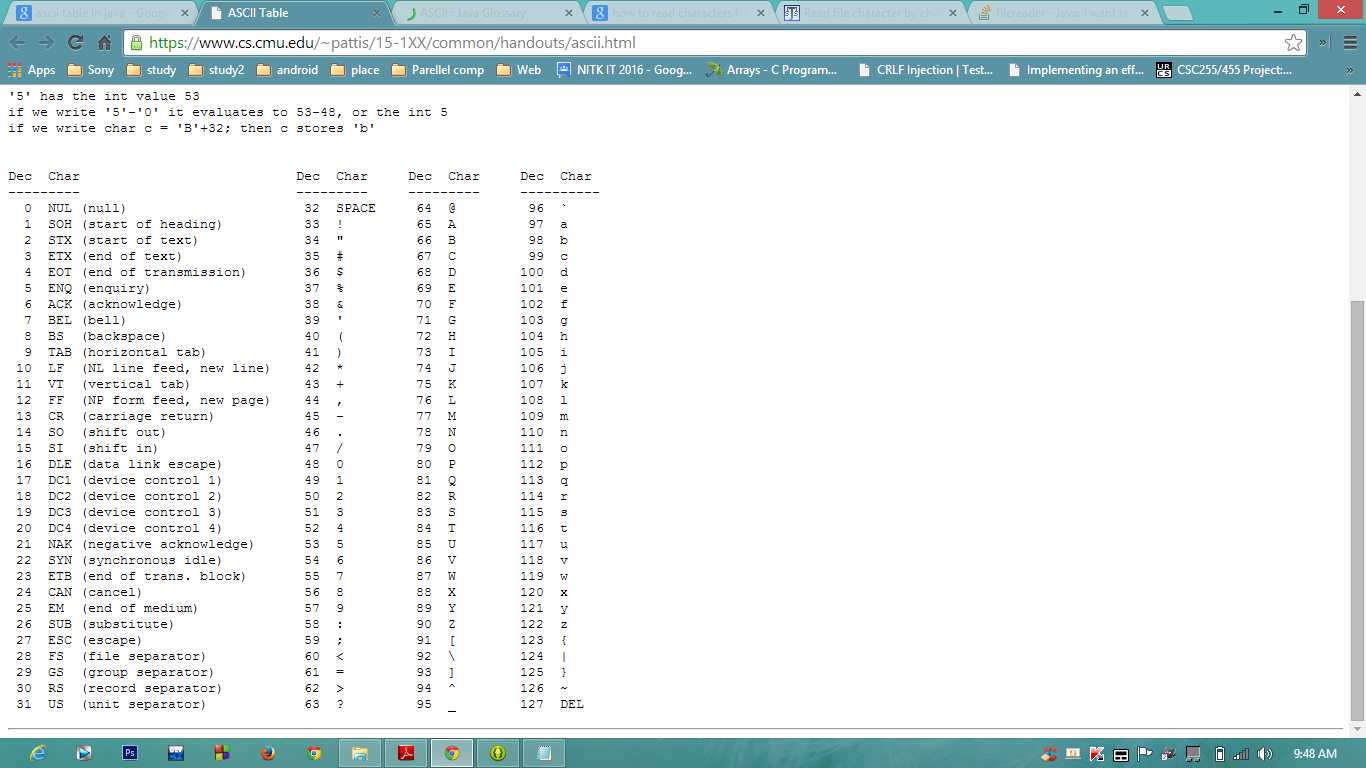 ascii table in java - Goog
ASCII Table
ASCII : Java Glossary
how to read characters fr
Read file character by cha
filereader - Java: I want to
https://www.cs.cmu.edu/~pattis/15-1XX/common/handouts/ascii.html
Apps Sony study study2 android place Parellel comp Web NITK IT 2016 - Goog... Arrays - C Program... CRLF Injection | Test... Implementing an eff... CSC255/455 Project:...
'5' has the int value 53
if we write '5'-'0' it evaluates to 53-48, or the int 5
if we write char c = 'B'+32; then c stores 'b'
Dec Char Dec Char Dec Char Dec Char
--------- --------- --------- ----------
0 NUL (null) 32 SPACE 64 @ 96 `
1 SOH (start of heading) 33 ! 65 A 97 a
2 STX (start of text) 34 " 66 B 98 b
3 ETX (end of text) 35 # 67 C 99 c
4 EOT (end of transmission) 36 $ 68 D 100 d
5 ENQ (enquiry) 37 % 69 E 101 e
6 ACK (acknowledge) 38 & 70 F 102 f
7 BEL (bell) 39 ' 71 G 103 g
8 BS (backspace) 40 ( 72 H 104 h
9 TAB (horizontal tab) 41 ) 73 I 105 i
10 LF (NL line feed, new line) 42 * 74 J 106 j
11 VT (vertical tab) 43 + 75 K 107 k
12 FF (NP form feed, new page) 44 , 76 L 108 l
13 CR (carriage return) 45 - 77 M 109 m
14 SO (shift out) 46 . 78 N 110 n
15 SI (shift in) 47 / 79 O 111 o
16 DLE (data link escape) 48 0 80 P 112 p
17 DC1 (device control 1) 49 1 81 Q 113 q
18 DC2 (device control 2) 50 2 82 R 114 r
19 DC3 (device control 3) 51 3 83 S 115 s
20 DC4 (device control 4) 52 4 84 T 116 t
21 NAK (negative acknowledge) 53 5 85 U 117 u
22 SYN (synchronous idle) 54 6 86 V 118 v
23 ETB (end of trans. block) 55 7 87 W 119 w
24 CAN (cancel) 56 8 88 X 120 x
25 EM (end of medium) 57 9 89 Y 121 y
26 SUB (substitute) 58 : 90 Z 122 z
27 ESC (escape) 59 ; 91 [ 123 {
28 FS (file separator) 60 < 92 \ 124 |
29 GS (group separator) 61 = 93 ] 125 }
30 RS (record separator) 62 > 94 ^ 126 ~
31 US (unit separator) 63 ? 95 _ 127 DEL
9:48 AM